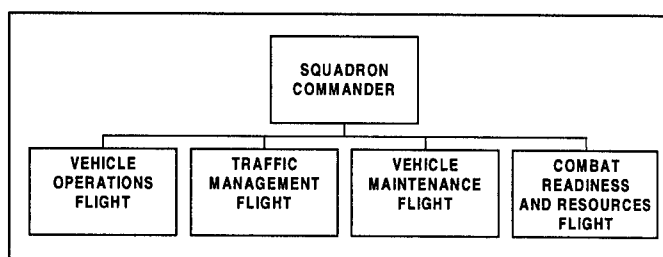 SQUADRON
COMMANDER
VEHICLE
OPERATIONS
FLIGHT
TRAFFIC
MANAGEMENT
FLIGHT
VEHICLE
MAINTENANCE
FLIGHT
COMBAT
READINESS
AND RESOURCES
FLIGHT